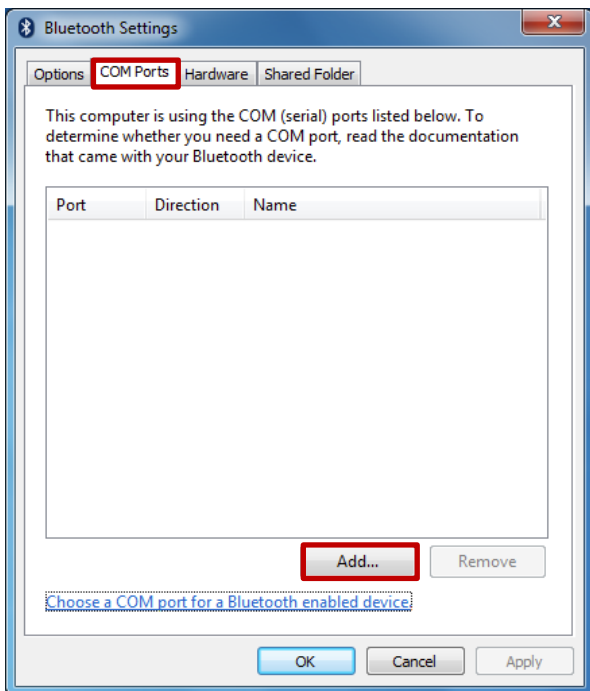 Bluetooth Settings
Options COM Ports Hardware Shared Folder
This computer is using the COM (serial) ports listed below. To
determine whether you need a COM port, read the documentation
that came with your Bluetooth device.
Port Direction Name
Add... Remove
Choose a COM port for a Bluetooth enabled device.
OK Cancel Apply